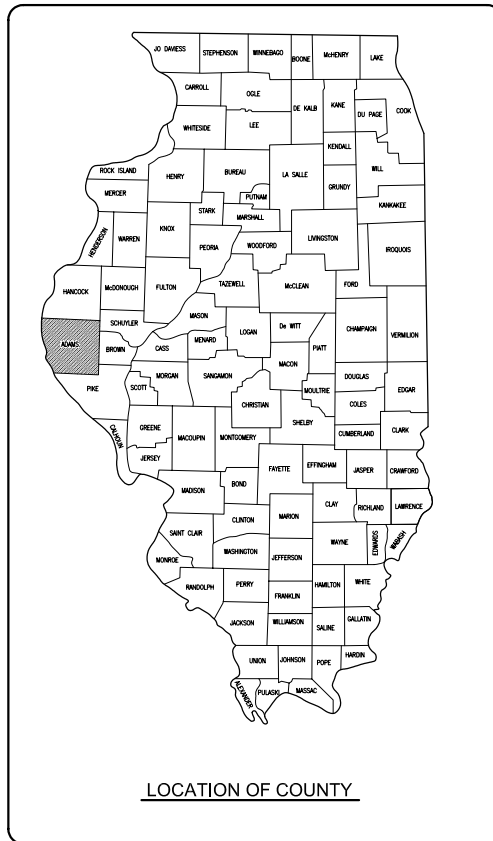 JO DAVIESS
STEPHENSON
WINNEBAGO
BOONE
McHENRY
LAKE
CARROLL
OGLE
DE KALB
KANE
COOK
DU PAGE
WHITESIDE
LEE
KENDALL
WILL
ROCK ISLAND
HENRY
BUREAU
LA SALLE
GRUNDY
MERCER
PUTNAM
KANKAKEE
STARK
MARSHALL
HENDERSON
WARREN
KNOX
PEORIA
WOODFORD
LIVINGSTON
IROQUOIS
HANCOCK
McDONOUGH
FULTON
TAZEWELL
McCLEAN
FORD
SCHUYLER
MASON
ADAMS
BROWN
CASS
MENARD
LOGAN
De WITT
PIATT
CHAMPAIGN
VERMILION
PIKE
SCOTT
MORGAN
SANGAMON
MACON
MOULTRIE
DOUGLAS
COLES
EDGAR
CHRISTIAN
SHELBY
CALHOUN
GREENE
JERSEY
MACOUPIN
MONTGOMERY
CUMBERLAND
CLARK
FAYETTE
EFFINGHAM
JASPER
CRAWFORD
MADISON
BOND
CLAY
RICHLAND
LAWRENCE
CLINTON
MARION
SAINT CLAIR
WAYNE
EDWARDS
WABASH
WASHINGTON
JEFFERSON
MONROE
RANDOLPH
PERRY
HAMILTON
WHITE
FRANKLIN
JACKSON
WILLIAMSON
SALINE
GALLATIN
UNION
JOHNSON
POPE
HARDIN
ALEXANDER
PULASKI
MASSAC
LOCATION OF COUNTY